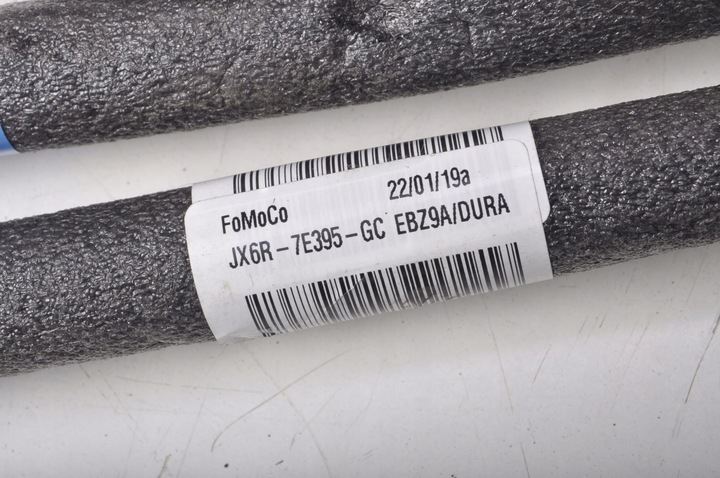 FoMoCo 22/01/19a
JX6R-7E395-GC EBZ9A/DURA